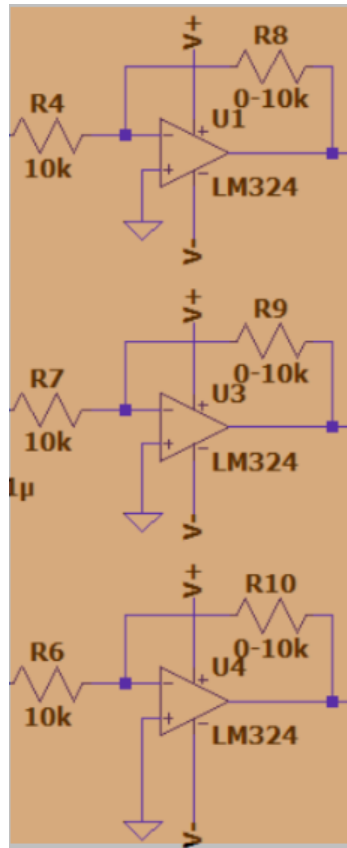 V+
R8
R4
0-10k
U1
10k
LM324
V-
V+
R9
R7
0-10k
U3
10k
LM324
1µ
V-
V+
R10
R6
0-10k
U4
10k
LM324
V-